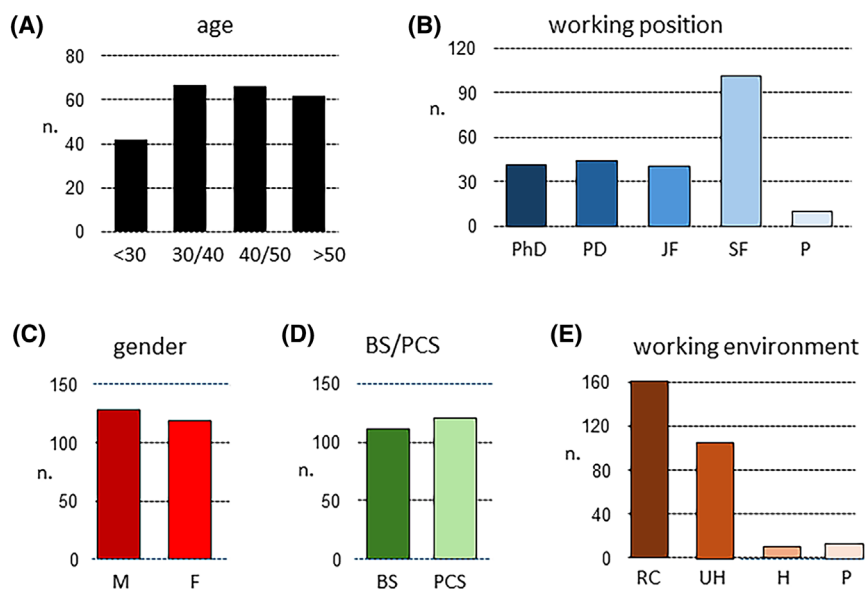 (A) age
80
60
n.
40
20
0
<30 30/40 40/50 >50
(B) working position
120
90
n.
60
30
0
PhD PD JF SF P
(C) gender
150
100
n.
50
0
M F
(D) BS/PCS
150
100
n.
50
0
BS PCS
(E) working environment
160
120
n.
80
40
0
RC UH H P